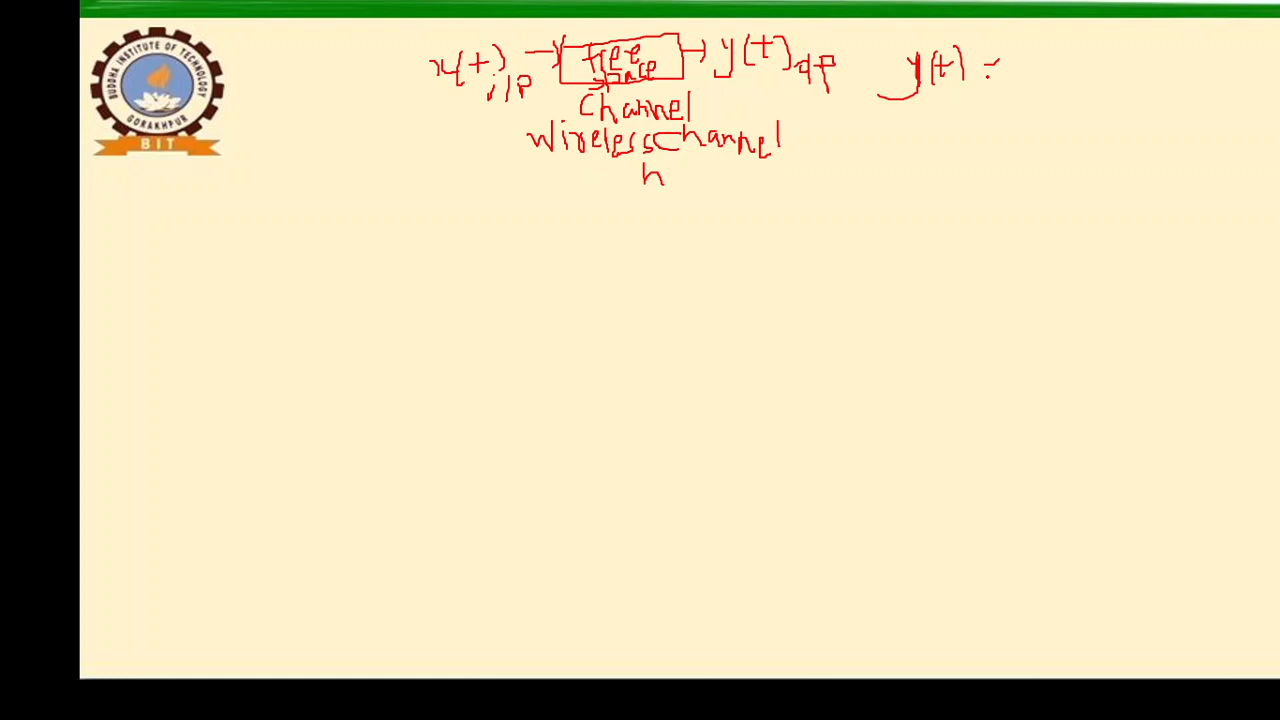 BUDDHA INSTITUTE OF TECHNOLOGY
GORAKHPUR
BIT
x(t) i/p → free space → y(t) o/p y(t) =
Channel
Wireless Channel
h